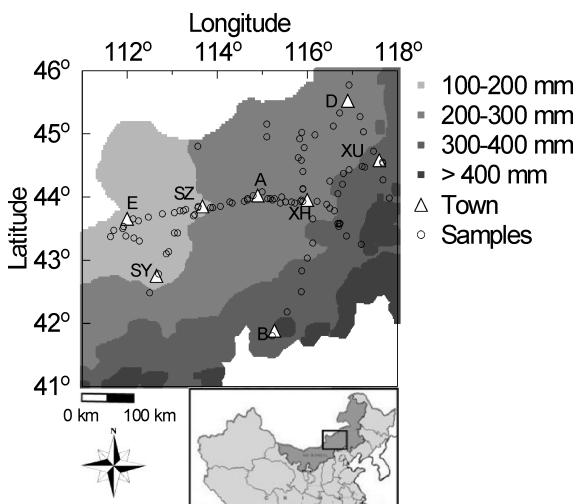 Longitude
112° 114° 116° 118°
46°
45°
44°
43°
42°
41°
Latitude
D
XU
A
SZ
XH
E
SY
B
100-200 mm
200-300 mm
300-400 mm
> 400 mm
Town
Samples
0 km 100 km
N